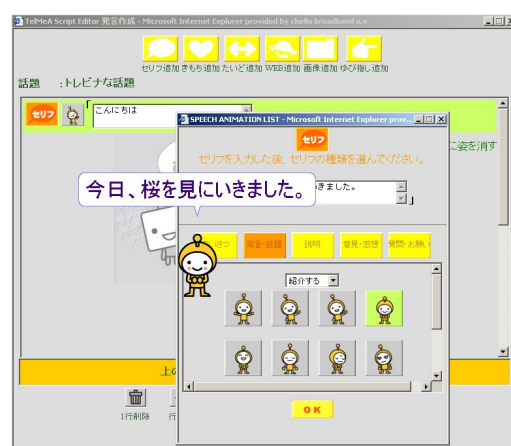 TelMeA Script Editor 発言作成 - Microsoft Internet Explorer provided by chello broadband n.v.
セリフ追加 きもち追加 たいど追加 WEB追加 画像追加 ゆび指し追加
話題 :トレビナな話題
セリフ 「こんにちは
SPEECH ANIMATION LIST - Microsoft Internet Explorer prov...
セリフ
に姿を消す
セリフを入力した後、セリフの種類を選んでください。
今日、桜を見にいきました。
きました。
」
発言・話題 説明 意見・感想 質問・お願い
紹介する
上の
1行削除 行
OK